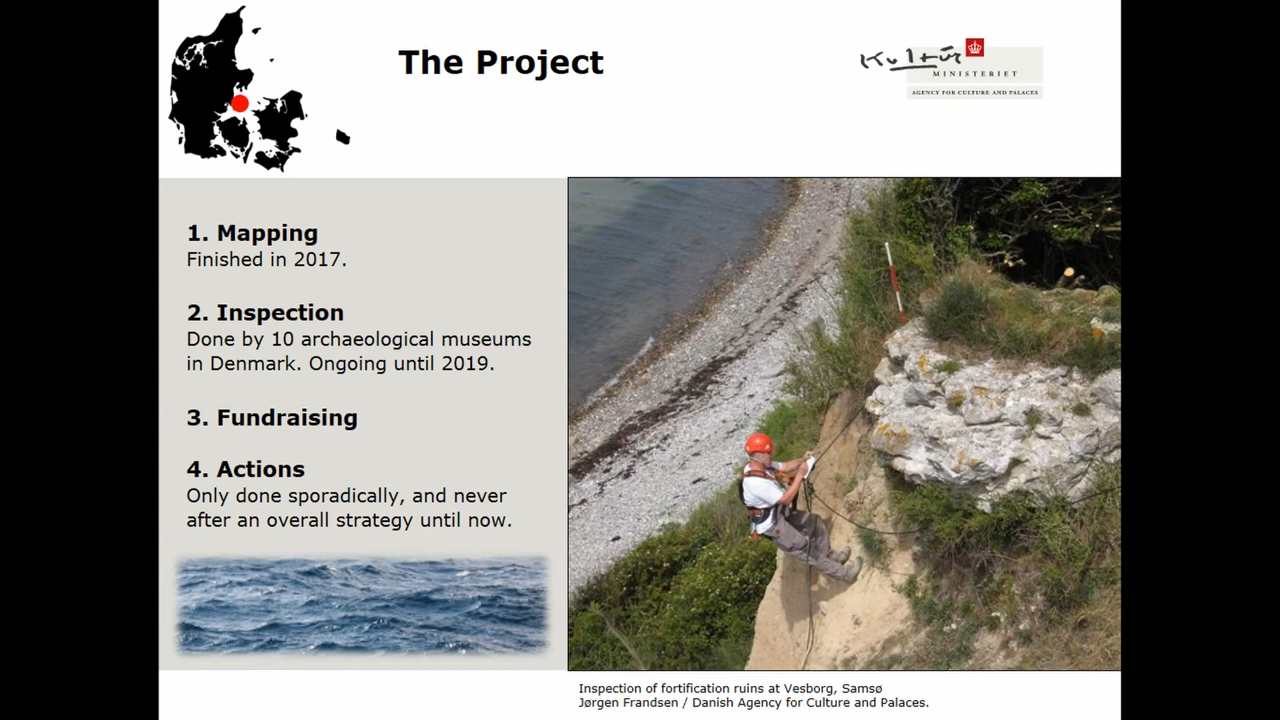 The Project
Kultur
MINISTERIET
AGENCY FOR CULTURE AND PALACES
1. Mapping
Finished in 2017.
2. Inspection
Done by 10 archaeological museums
in Denmark. Ongoing until 2019.
3. Fundraising
4. Actions
Only done sporadically, and never
after an overall strategy until now.
Inspection of fortification ruins at Vesborg, Samsø
Jørgen Frandsen / Danish Agency for Culture and Palaces.